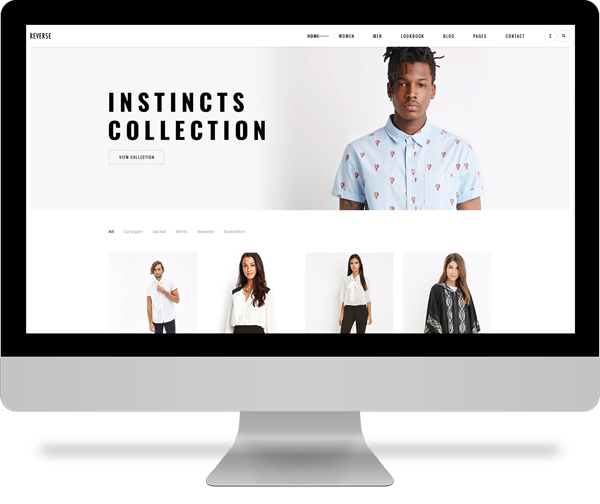 REVERSE
HOME WOMEN MEN LOOKBOOK BLOG PAGES CONTACT 2
INSTINCTS
COLLECTION
VIEW COLLECTION
All Cardigan Jacket Shirts Sweater Sweatshirt